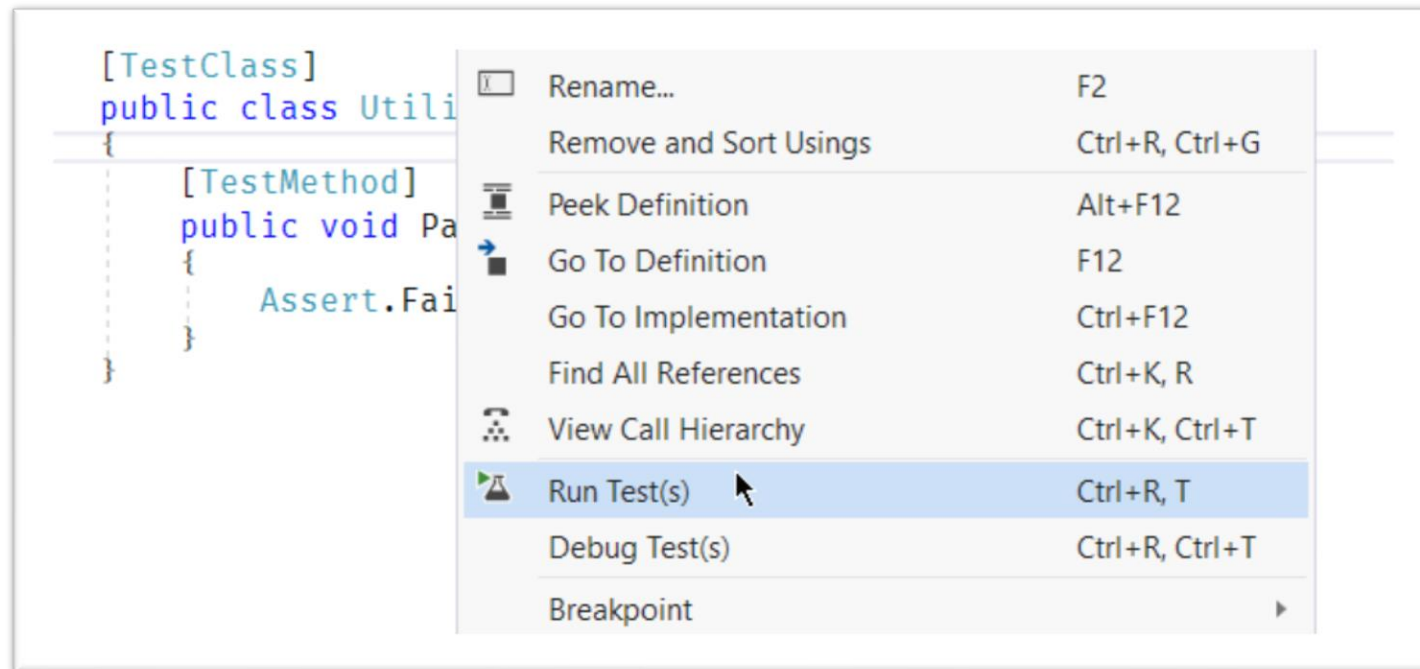 [TestClass]
public class Utili
{
[TestMethod]
public void Pa
{
Assert.Fai
}
}
Rename... F2
Remove and Sort Usings Ctrl+R, Ctrl+G
Peek Definition Alt+F12
Go To Definition F12
Go To Implementation Ctrl+F12
Find All References Ctrl+K, R
View Call Hierarchy Ctrl+K, Ctrl+T
Run Test(s) Ctrl+R, T
Debug Test(s) Ctrl+R, Ctrl+T
Breakpoint